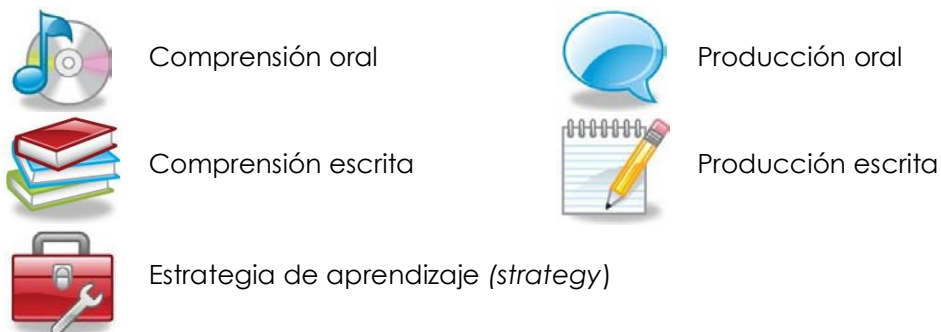 Comprensión oral
Producción oral
Comprensión escrita
Producción escrita
Estrategia de aprendizaje (strategy)